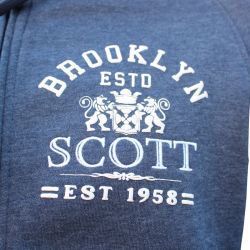 BROOKLYN
ESTD
SCOTT
=EST 1958=